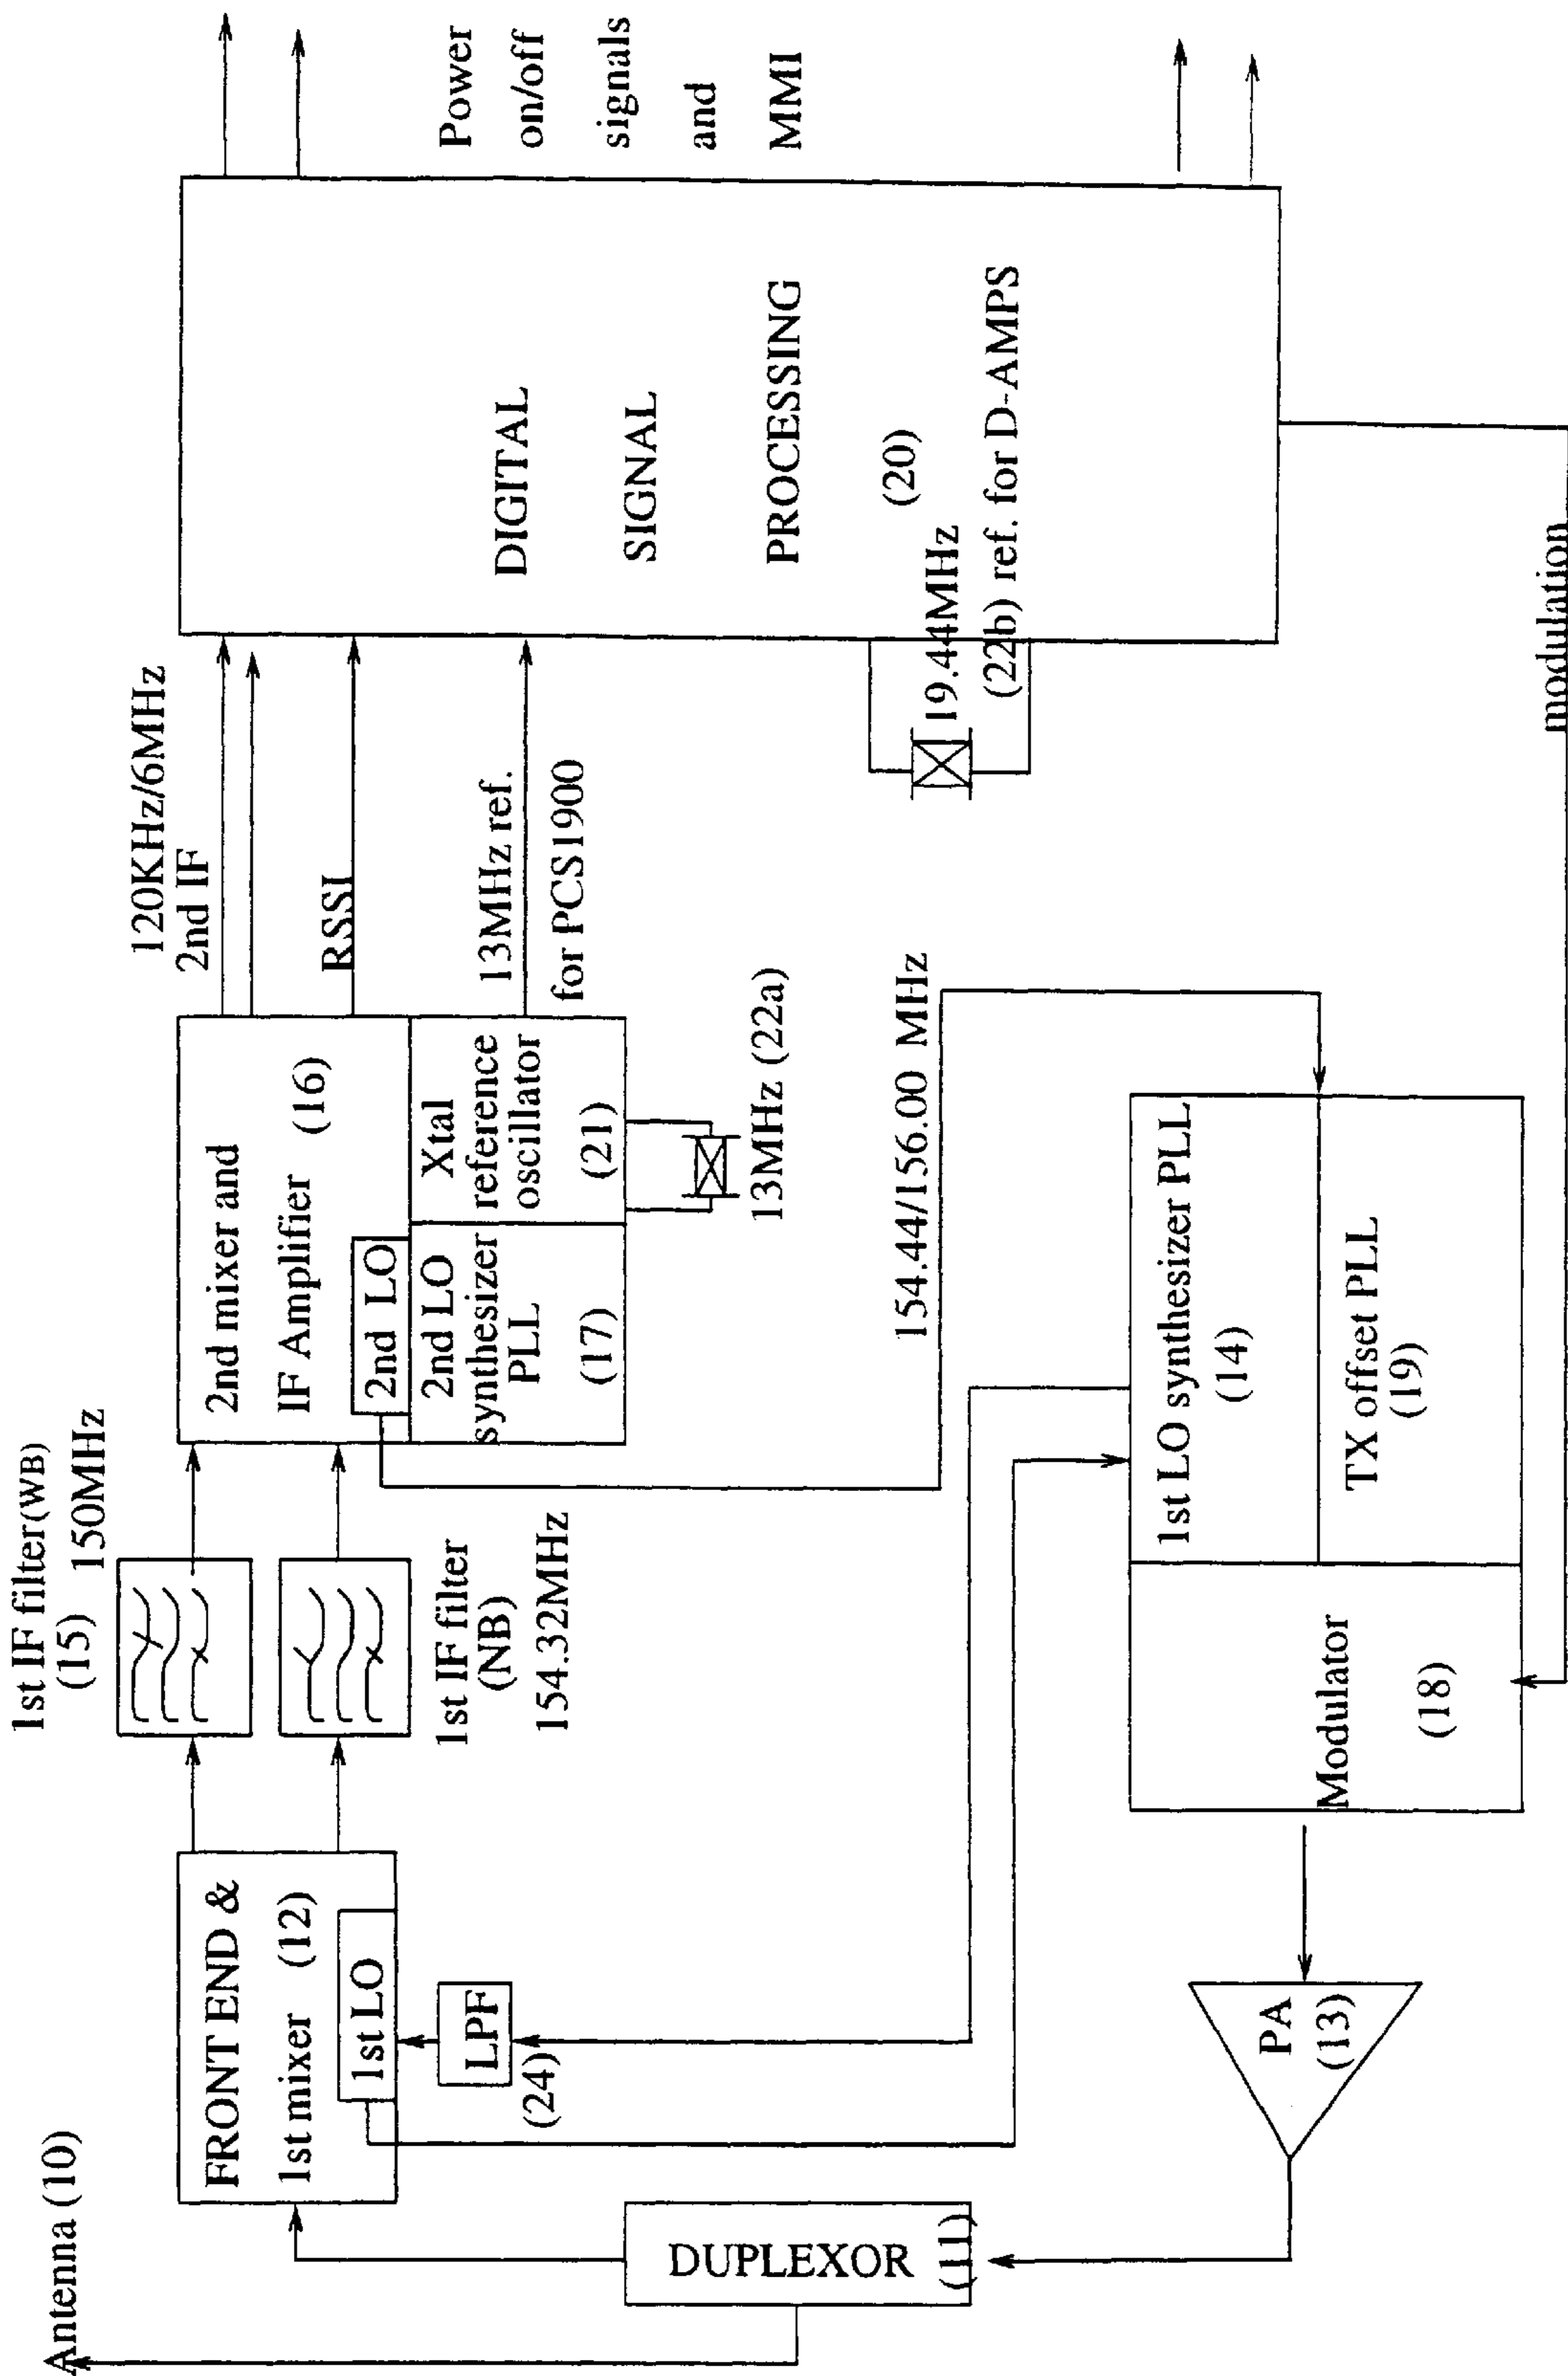 Antenna (10)
DUPLEXOR
(11)
FRONT END &
1st mixer (12)
1st LO
LPF
(24)
PA
(13)
1st IF filter(WB)
(15) 150MHz
1st IF filter
(NB)
154.32MHz
2nd mixer and
IF Amplifier (16)
2nd LO
2nd LO
synthesizer
PLL
(17)
Xtal
reference
oscillator
(21)
13MHz (22a)
154.44/156.00 MHz
1st LO synthesizer PLL
(14)
TX offset PLL
(19)
Modulator
(18)
120KHz/6MHz
2nd IF
RSSI
13MHz ref.
for PCS1900
DIGITAL
SIGNAL
PROCESSING
(20)
19.44MHz
(22b) ref. for D-AMPS
modulation
Power
on/off
signals
and
MMI